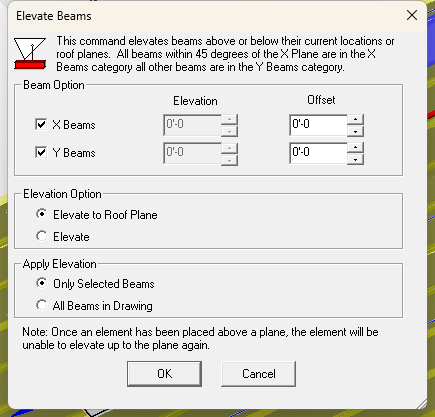 Elevate Beams
This command elevates beams above or below their current locations or
roof planes. All beams within 45 degrees of the X Plane are in the X
Beams category all other beams are in the Y Beams category.
Beam Option
Elevation Offset
X Beams 0'-0 0'-0
Y Beams 0'-0 0'-0
Elevation Option
Elevate to Roof Plane
Elevate
Apply Elevation
Only Selected Beams
All Beams in Drawing
Note: Once an element has been placed above a plane, the element will be
unable to elevate up to the plane again.
OK Cancel